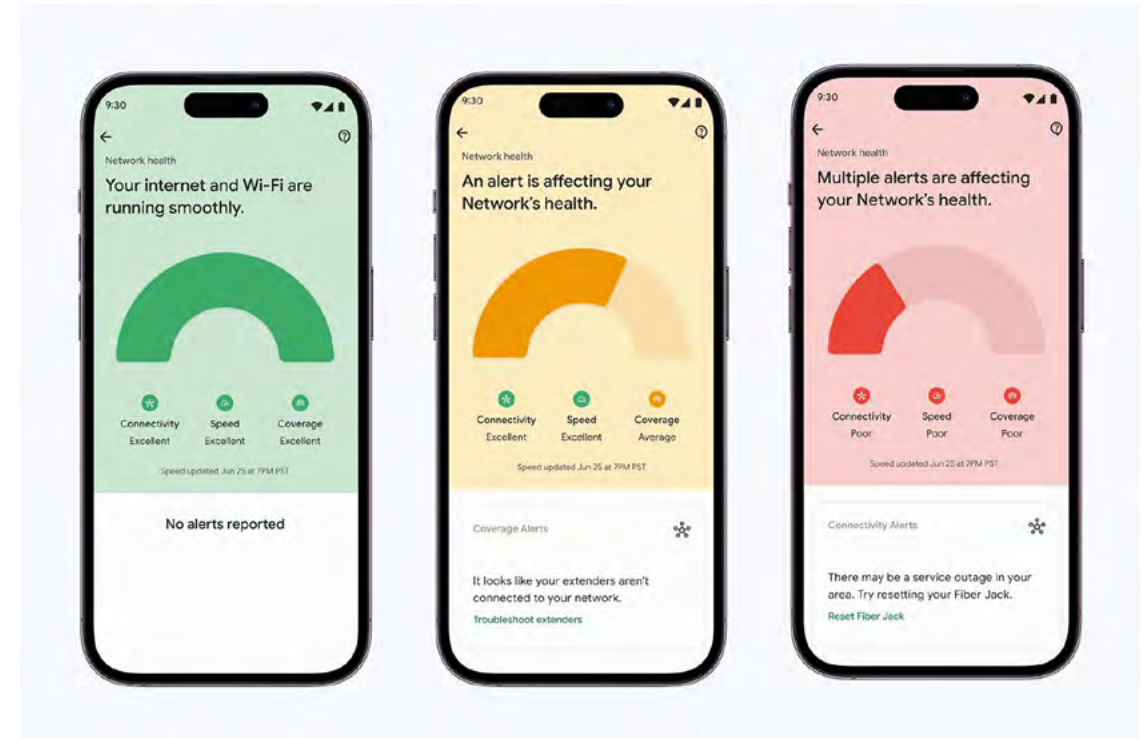 9:30
Network health
Your internet and Wi-Fi are
running smoothly.
Connectivity
Excellent
Speed
Excellent
Coverage
Excellent
Speed updated Jun 25 at 7PM PST
No alerts reported
9:30
Network health
An alert is affecting your
Network's health.
Connectivity
Excellent
Speed
Excellent
Coverage
Average
Speed updated Jun 25 at 7PM PST
Coverage Alerts
It looks like your extenders aren't
connected to your network.
Troubleshoot extenders
9:30
Network health
Multiple alerts are affecting
your Network's health.
Connectivity
Poor
Speed
Poor
Coverage
Poor
Speed updated Jun 25 at 7PM PST
Connectivity Alerts
There may be a service outage in your
area. Try resetting your Fiber Jack.
Reset Fiber Jack